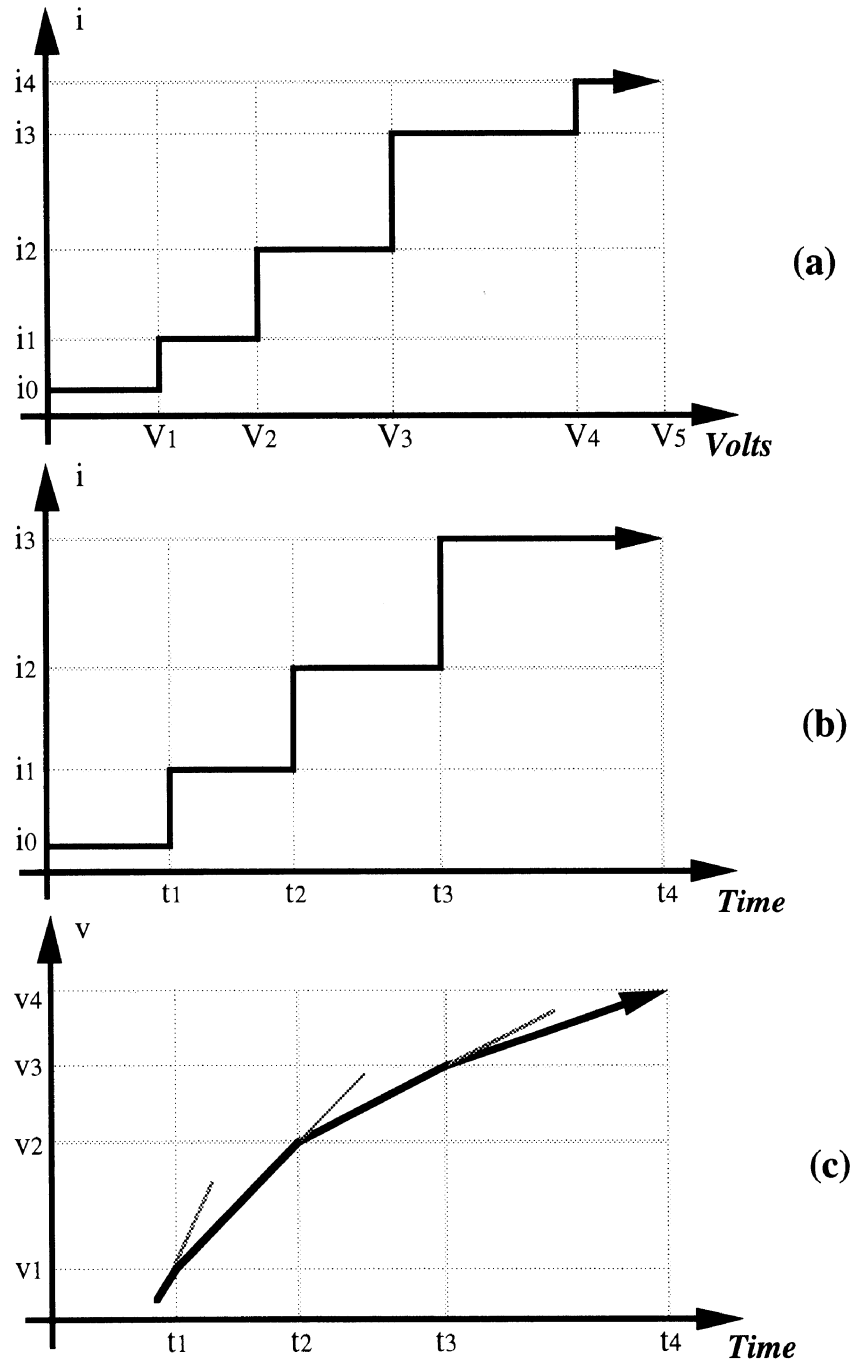 i
i4
i3
i2
(a)
i1
i0
V1 V2 V3 V4 V5 Volts
i
i3
i2
(b)
i1
i0
t1 t2 t3 t4 Time
v
v4
v3
v2
(c)
v1
t1 t2 t3 t4 Time